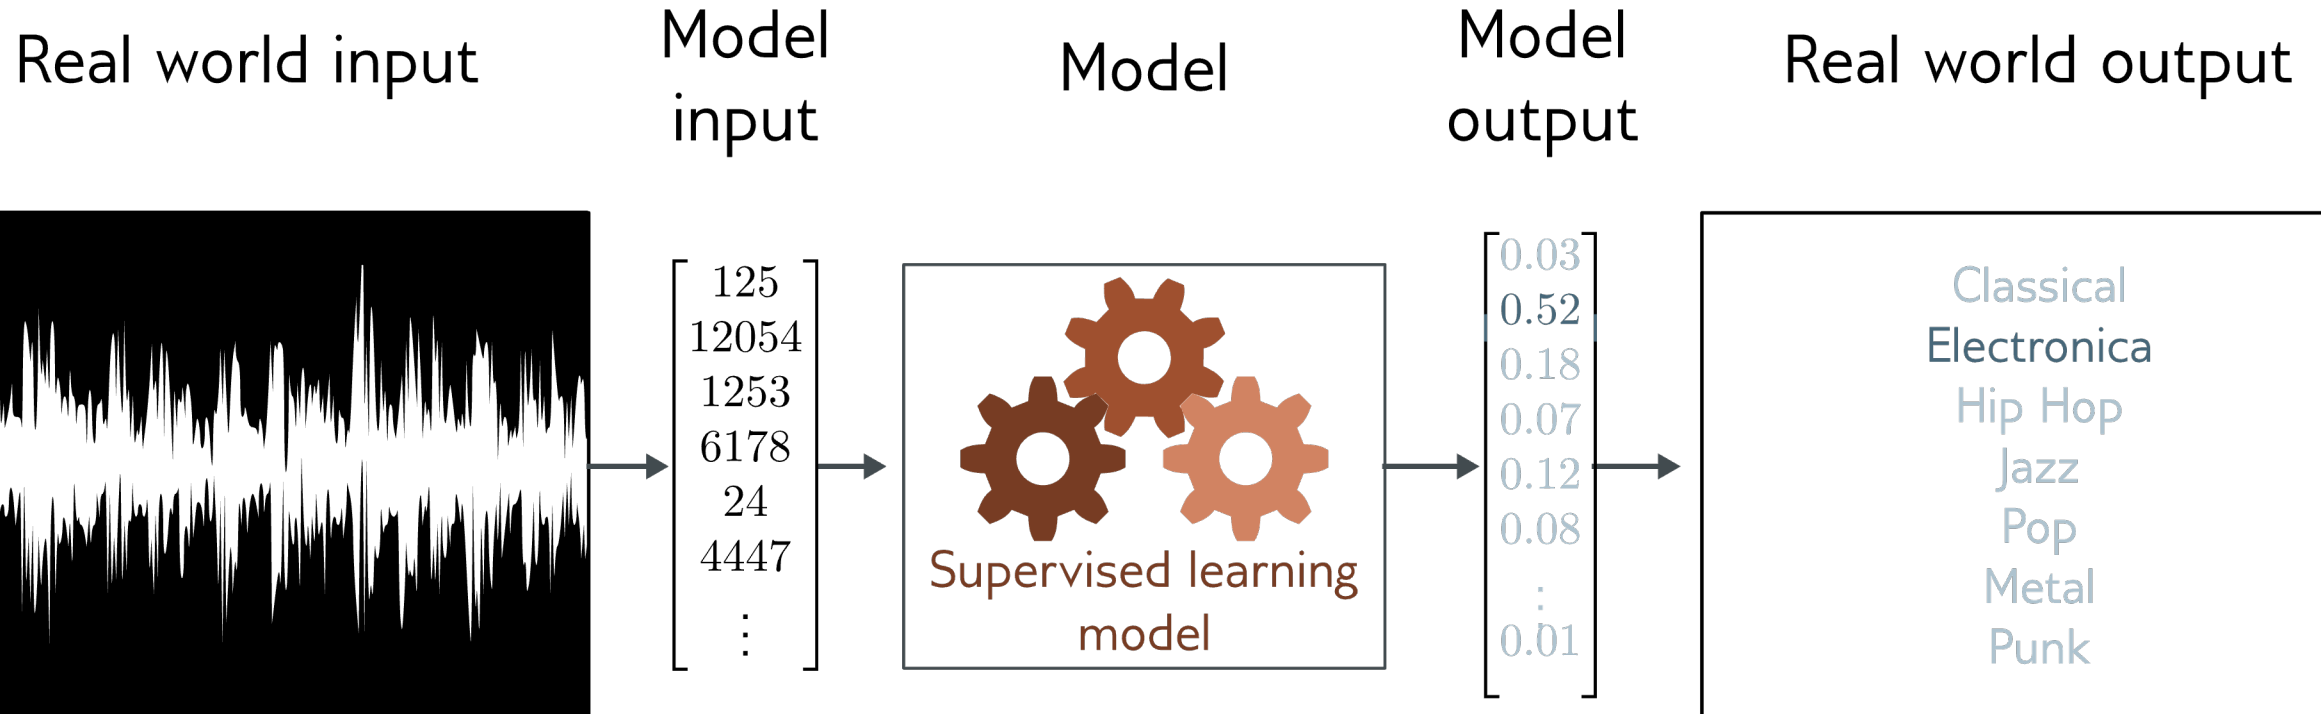 Real world input
Model
input
Model
Model
output
Real world output
125
12054
1253
6178
24
4447
⋮
Supervised learning
model
0.03
0.52
0.18
0.07
0.12
0.08
⋮
0.01
Classical
Electronica
Hip Hop
Jazz
Pop
Metal
Punk